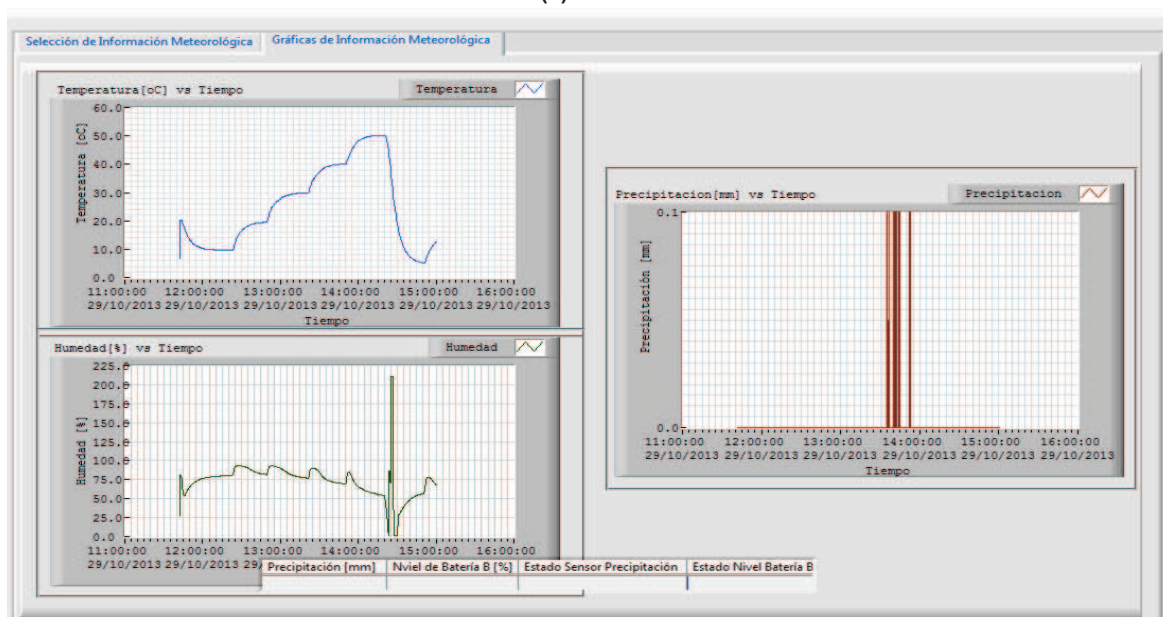 Selección de Información Meteorológica Gráficas de Información Meteorológica
Temperatura[oC] vs Tiempo Temperatura
60.0
50.0
40.0
30.0
20.0
10.0
0.0
Temperatura [oC]
11:00:00 12:00:00 13:00:00 14:00:00 15:00:00 16:00:00
29/10/2013 29/10/2013 29/10/2013 29/10/2013 29/10/2013 29/10/2013
Tiempo
Humedad[%] vs Tiempo Humedad
225.0
200.0
175.0
150.0
125.0
100.0
75.0
50.0
25.0
0.0
Humedad [%]
11:00:00 12:00:00 13:00:00 14:00:00 15:00:00 16:00:00
29/10/2013 29/10/2013 29/
Precipitación [mm] Nviel de Batería B [%] Estado Sensor Precipitación Estado Nivel Batería B
Precipitacion[mm] vs Tiempo Precipitacion
0.1
0.0
Precipitación [mm]
11:00:00 12:00:00 13:00:00 14:00:00 15:00:00 16:00:00
29/10/2013 29/10/2013 29/10/2013 29/10/2013 29/10/2013 29/10/2013
Tiempo